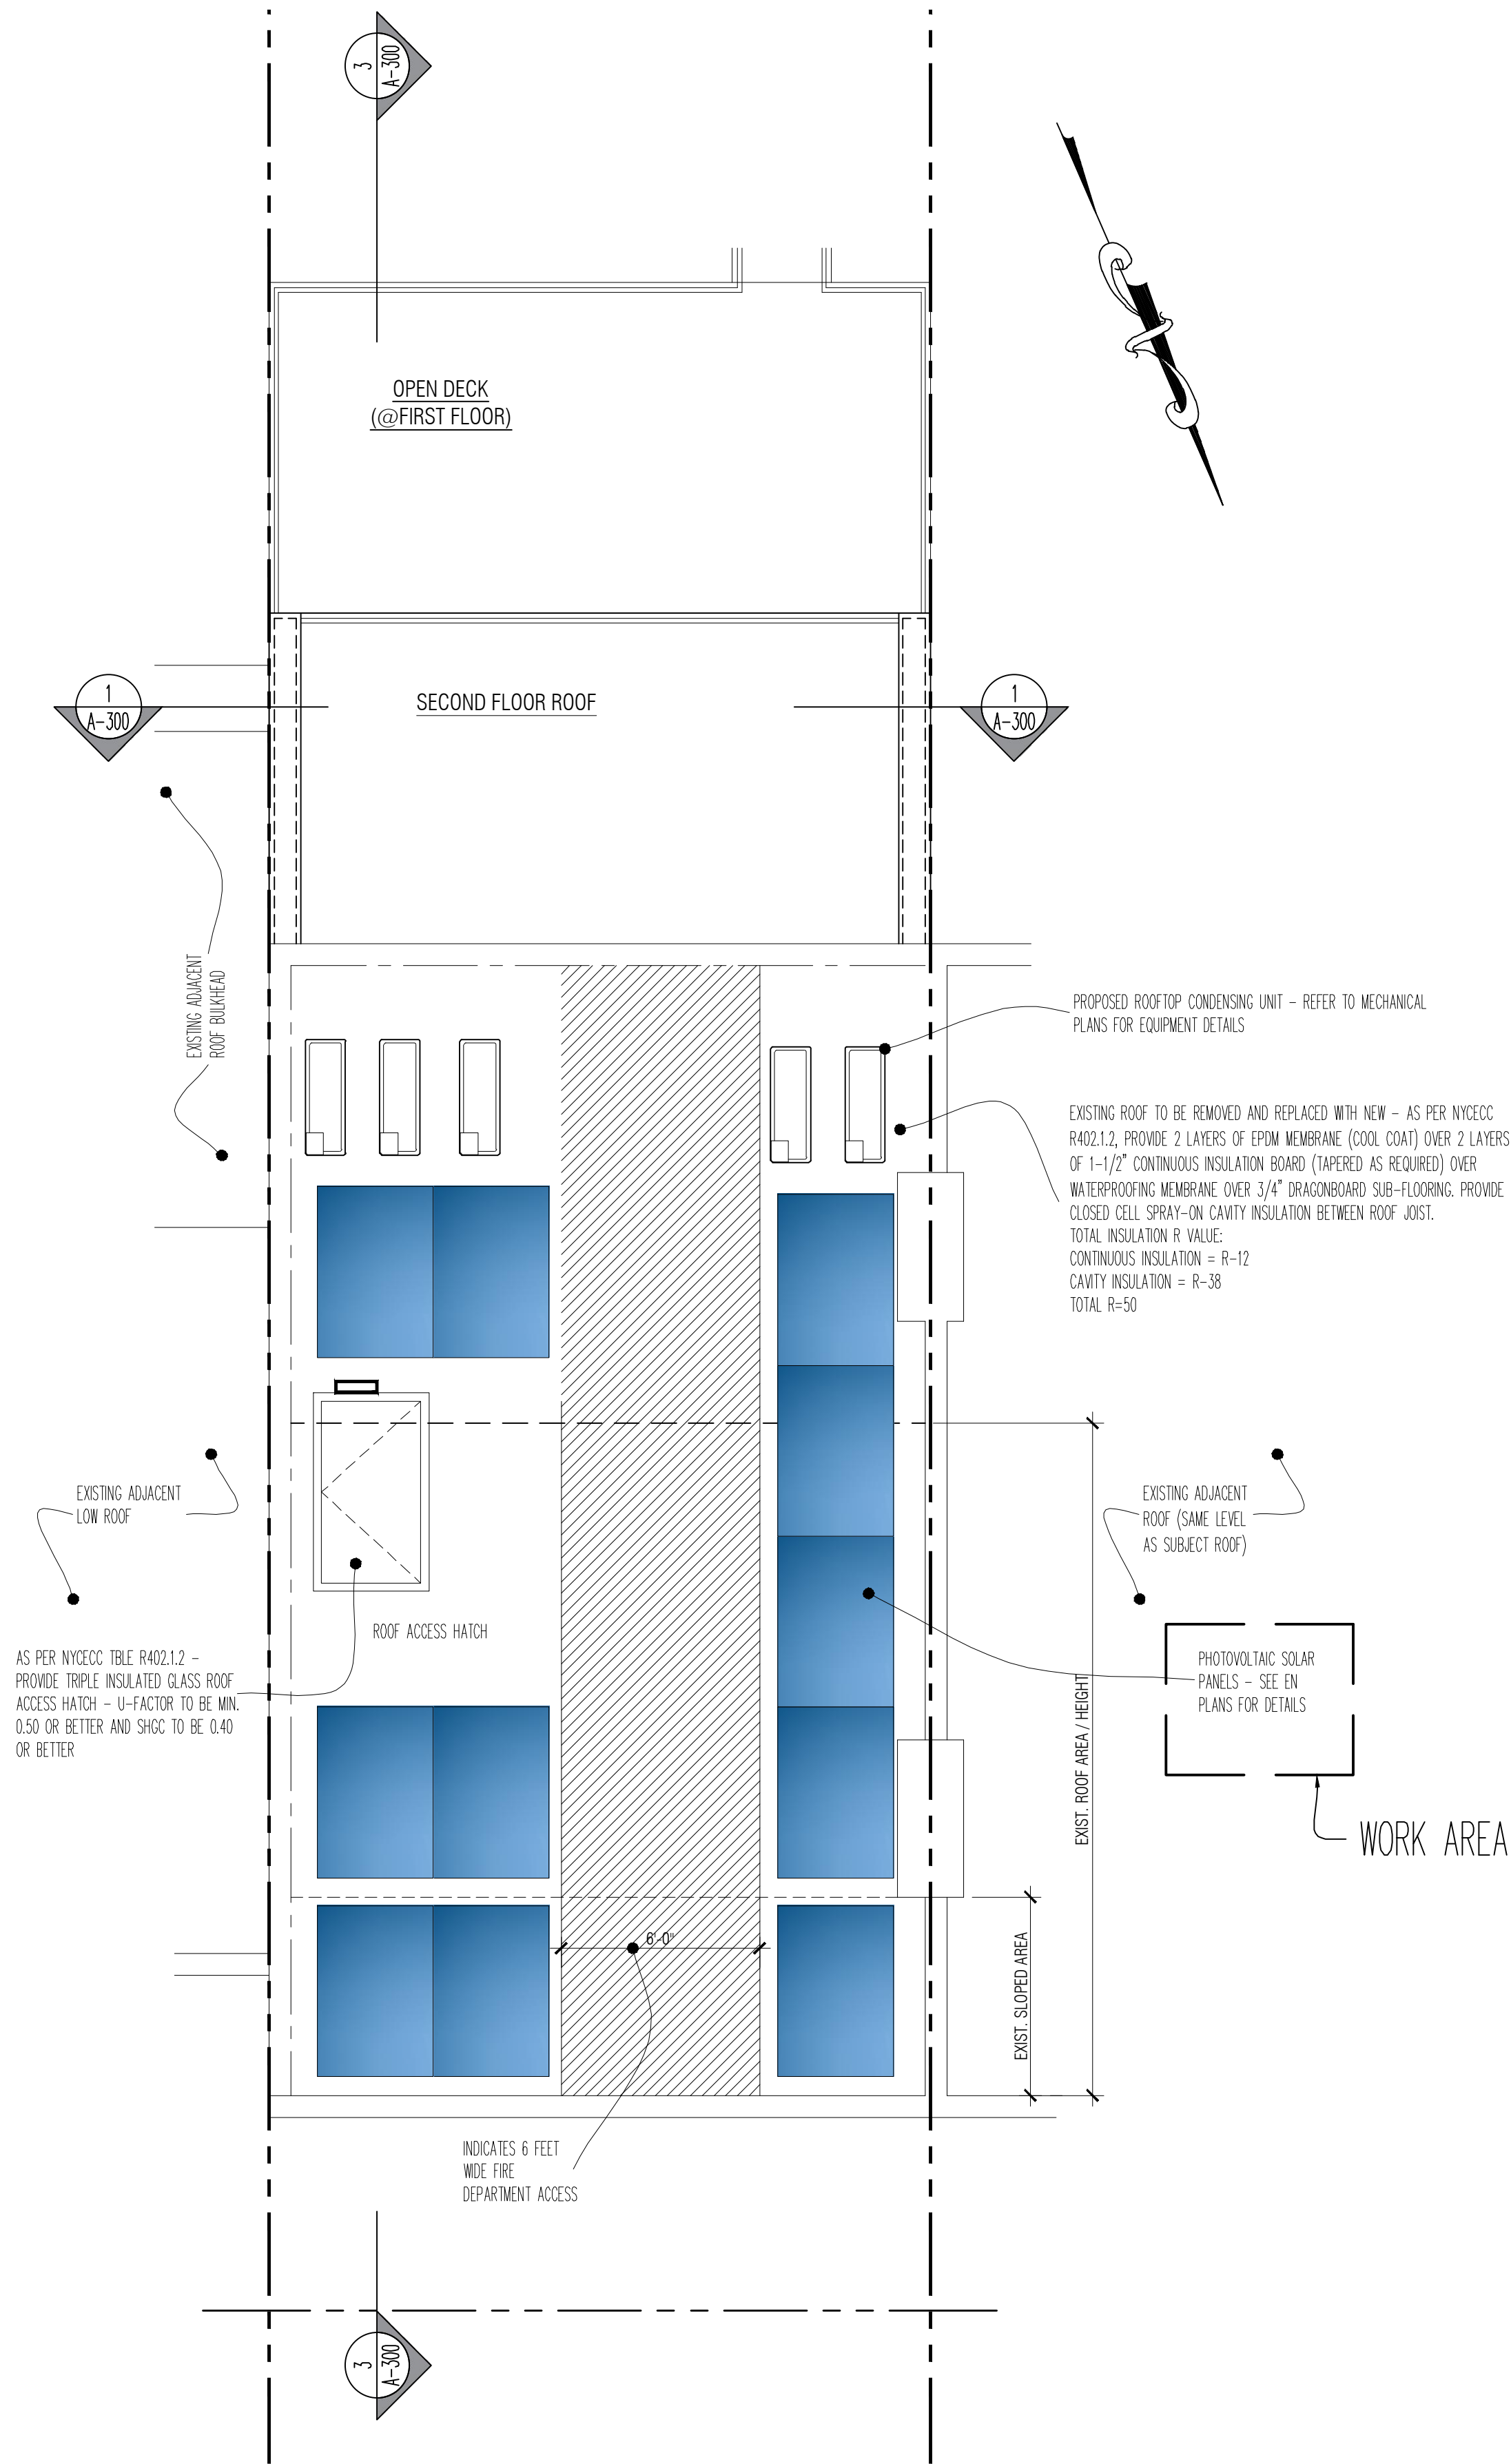 3
A-300
OPEN DECK
(@FIRST FLOOR)
SECOND FLOOR ROOF
1
A-300
1
A-300
EXISTING ADJACENT
ROOF BULKHEAD
PROPOSED ROOFTOP CONDENSING UNIT - REFER TO MECHANICAL
PLANS FOR EQUIPMENT DETAILS
EXISTING ROOF TO BE REMOVED AND REPLACED WITH NEW - AS PER NYCECC
R402.1.2, PROVIDE 2 LAYERS OF EPDM MEMBRANE (COOL COAT) OVER 2 LAYERS
OF 1-1/2" CONTINUOUS INSULATION BOARD (TAPERED AS REQUIRED) OVER
WATERPROOFING MEMBRANE OVER 3/4" DRAGONBOARD SUB-FLOORING. PROVIDE
CLOSED CELL SPRAY-ON CAVITY INSULATION BETWEEN ROOF JOIST.
TOTAL INSULATION R VALUE:
CONTINUOUS INSULATION = R-12
CAVITY INSULATION = R-38
TOTAL R=50
EXISTING ADJACENT
LOW ROOF
EXISTING ADJACENT
ROOF (SAME LEVEL
AS SUBJECT ROOF)
ROOF ACCESS HATCH
AS PER NYCECC TBLE R402.1.2 -
PROVIDE TRIPLE INSULATED GLASS ROOF
ACCESS HATCH - U-FACTOR TO BE MIN.
0.50 OR BETTER AND SHGC TO BE 0.40
OR BETTER
PHOTOVOLTAIC SOLAR
PANELS - SEE EN
PLANS FOR DETAILS
EXIST. ROOF AREA / HEIGHT
WORK AREA
6'-0"
EXIST. SLOPED AREA
INDICATES 6 FEET
WIDE FIRE
DEPARTMENT ACCESS
3
A-300